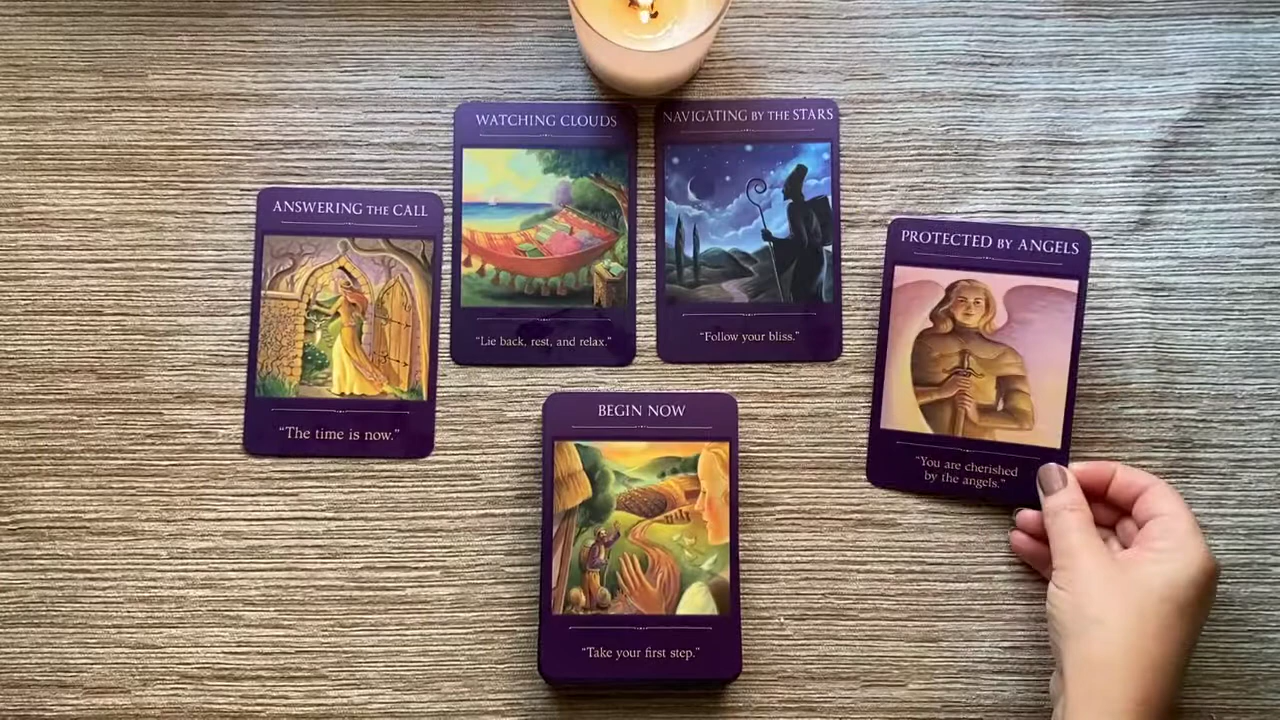 ANSWERING THE CALL
"The time is now."
WATCHING CLOUDS
"Lie back, rest, and relax."
NAVIGATING BY THE STARS
"Follow your bliss."
PROTECTED BY ANGELS
"You are cherished
by the angels."
BEGIN NOW
"Take your first step."